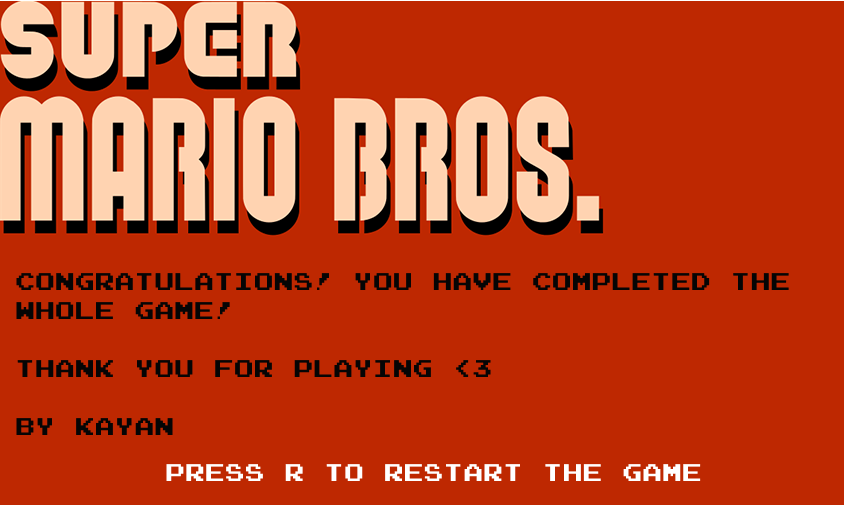 SUPER
MARIO BROS.
CONGRATULATIONS! YOU HAVE COMPLETED THE
WHOLE GAME!
THANK YOU FOR PLAYING <3
BY KAYAN
PRESS R TO RESTART THE GAME